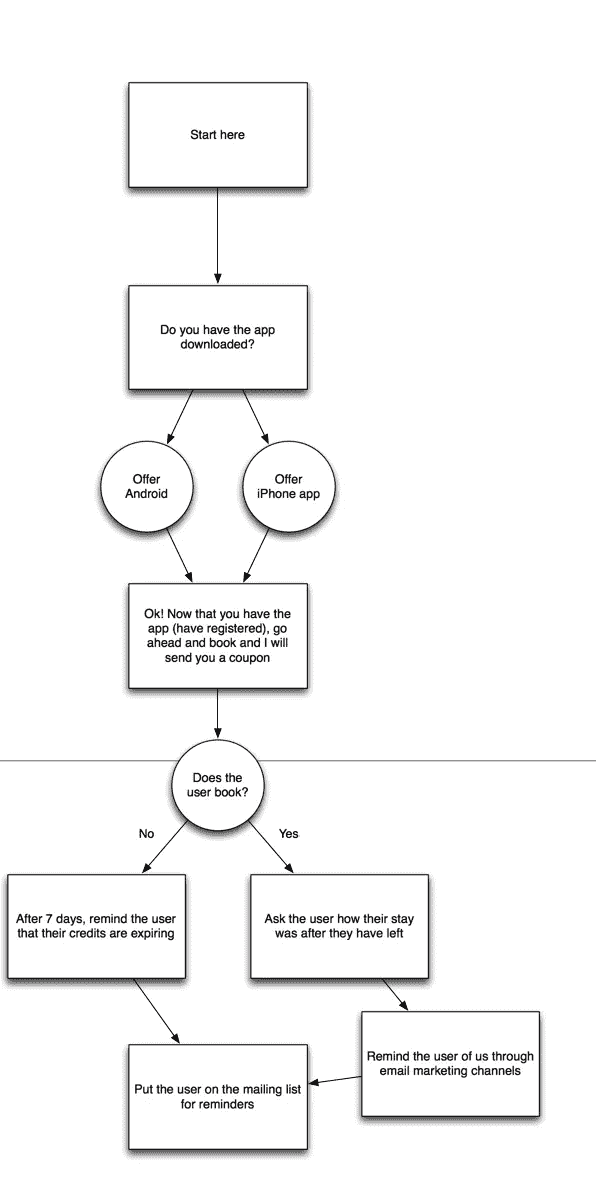 Start here
Do you have the app
downloaded?
Offer
Android
Offer
iPhone app
Ok! Now that you have the
app (have registered), go
ahead and book and I will
send you a coupon
Does the
user book?
No
Yes
After 7 days, remind the user
that their credits are expiring
Ask the user how their stay
was after they have left
Remind the user of us through
email marketing channels
Put the user on the mailing list
for reminders